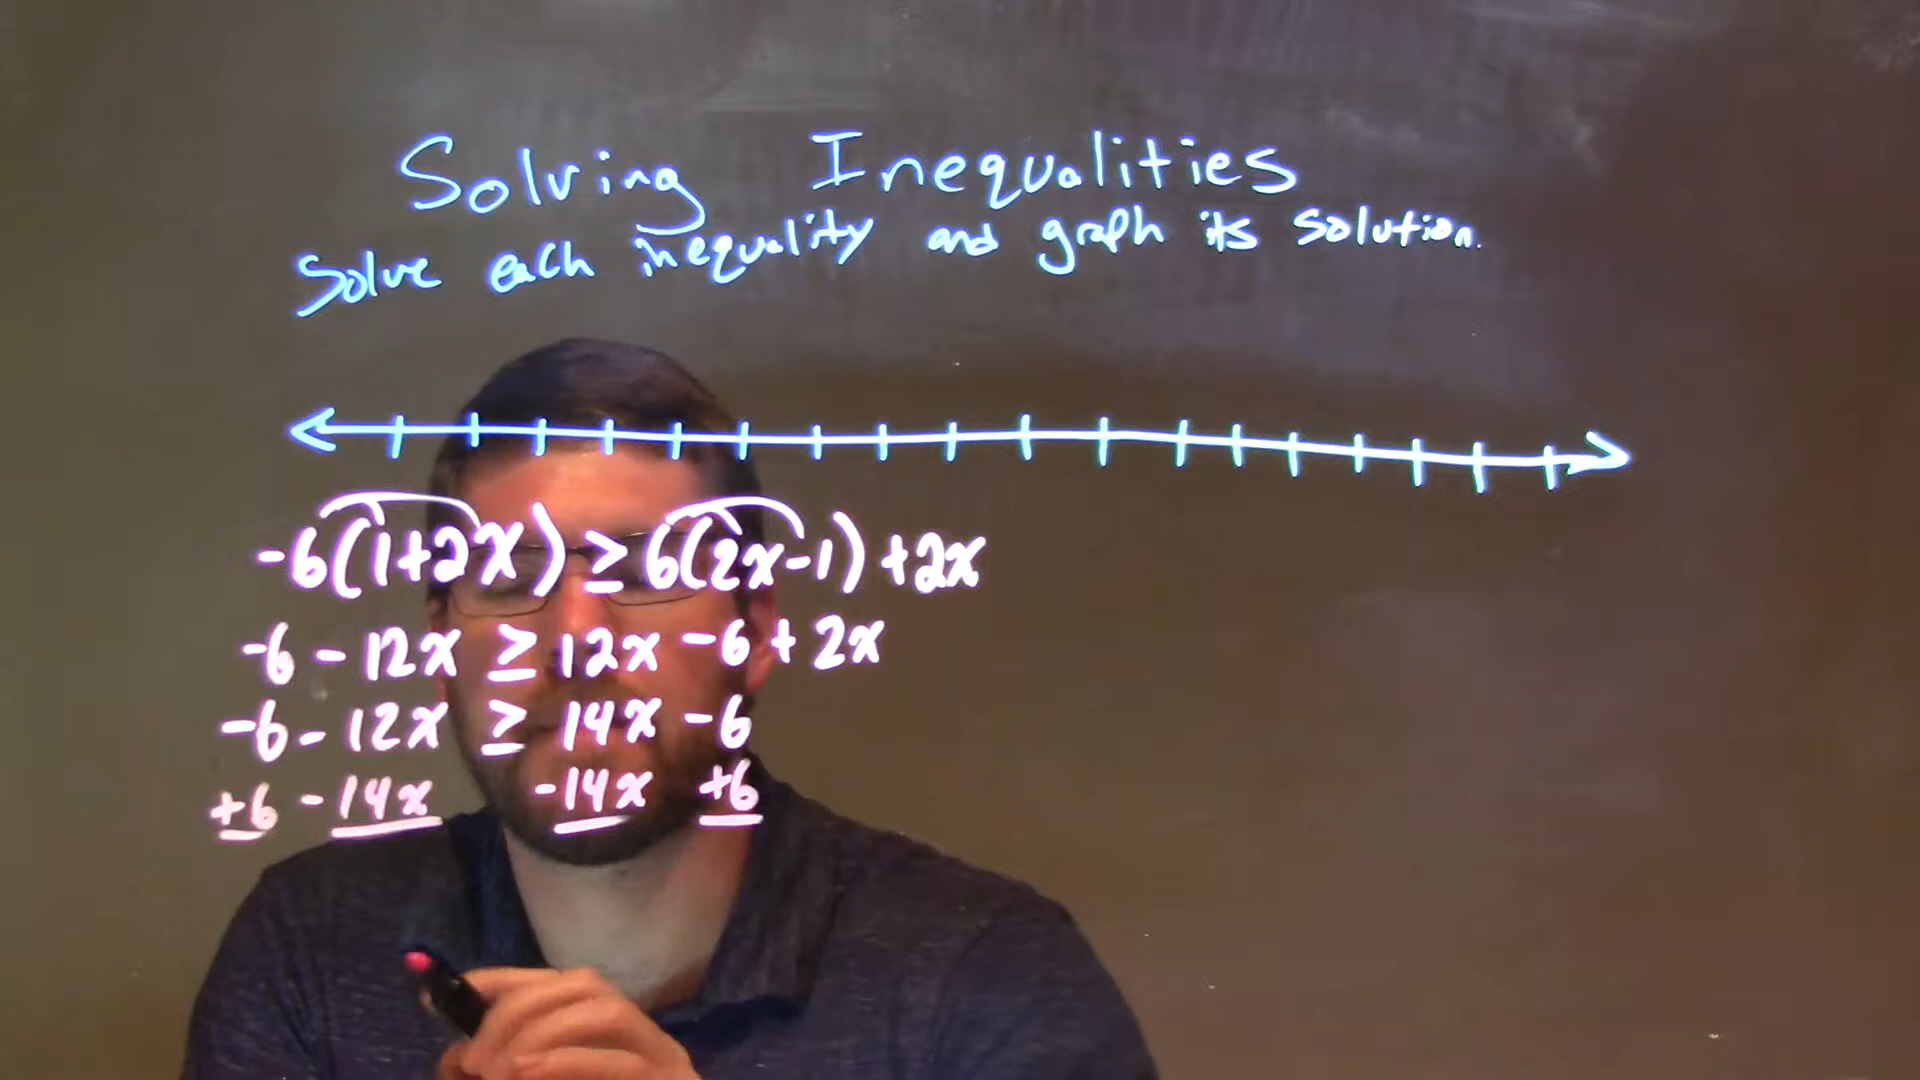 Solving Inequalities
Solve each inequality and graph its solution.
-6(1+2x) ≥ 6(2x-1) +2x
-6 - 12x ≥ 12x -6 + 2x
-6 - 12x ≥ 14x -6
+6 -14x -14x +6